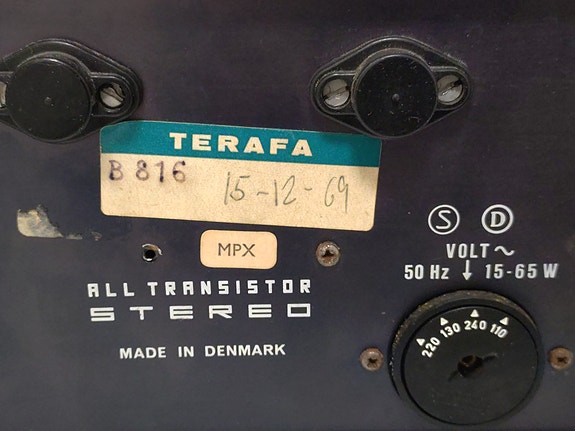 TERAFA
B 816
15-12-69
MPX
ALL TRANSISTOR
STEREO
MADE IN DENMARK
S D
VOLT ~
50 Hz ↓ 15-65 W
220 130 240 110